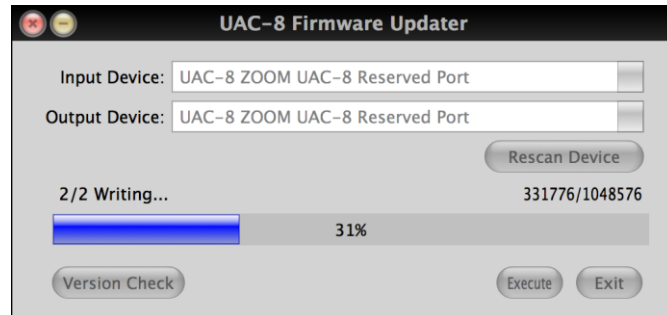 UAC-8 Firmware Updater
Input Device: UAC-8 ZOOM UAC-8 Reserved Port
Output Device: UAC-8 ZOOM UAC-8 Reserved Port
Rescan Device
2/2 Writing... 331776/1048576
31%
Version Check Execute Exit